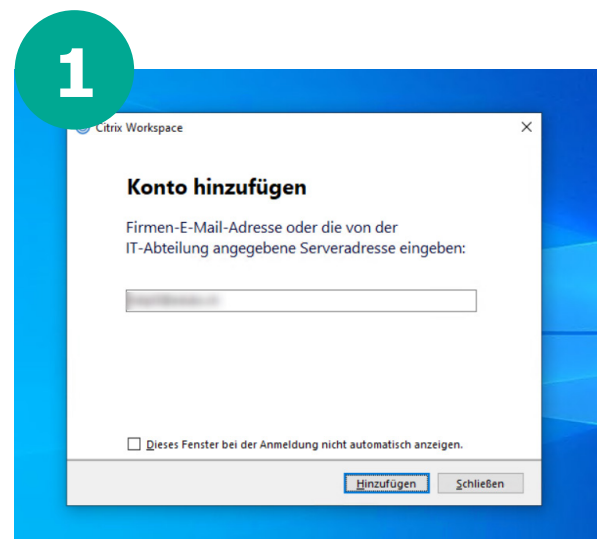 1
Citrix Workspace
Konto hinzufügen
Firmen-E-Mail-Adresse oder die von der
IT-Abteilung angegebene Serveradresse eingeben:
Dieses Fenster bei der Anmeldung nicht automatisch anzeigen.
Hinzufügen Schließen